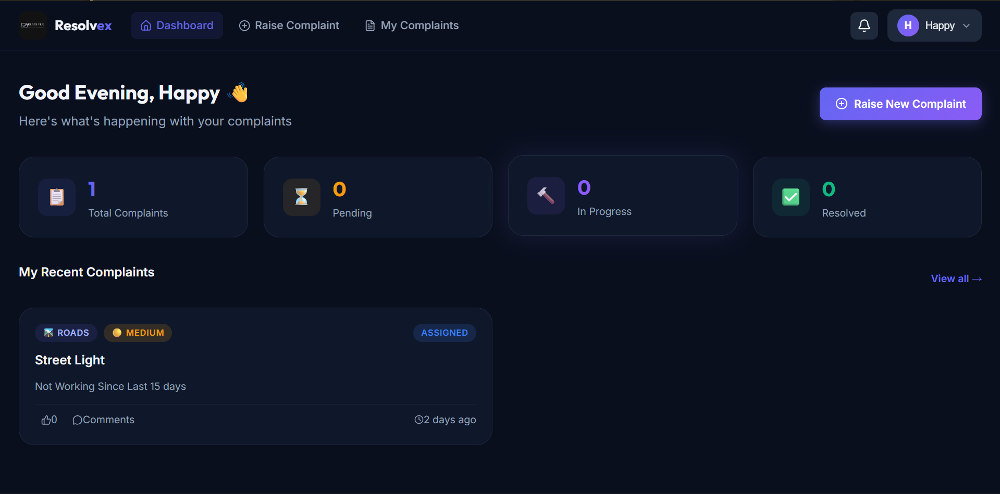 Resolvex
Dashboard
Raise Complaint
My Complaints
H
Happy
Good Evening, Happy 👋
Here's what's happening with your complaints
Raise New Complaint
1
Total Complaints
0
Pending
0
In Progress
0
Resolved
My Recent Complaints
View all →
ROADS
MEDIUM
ASSIGNED
Street Light
Not Working Since Last 15 days
0
Comments
2 days ago